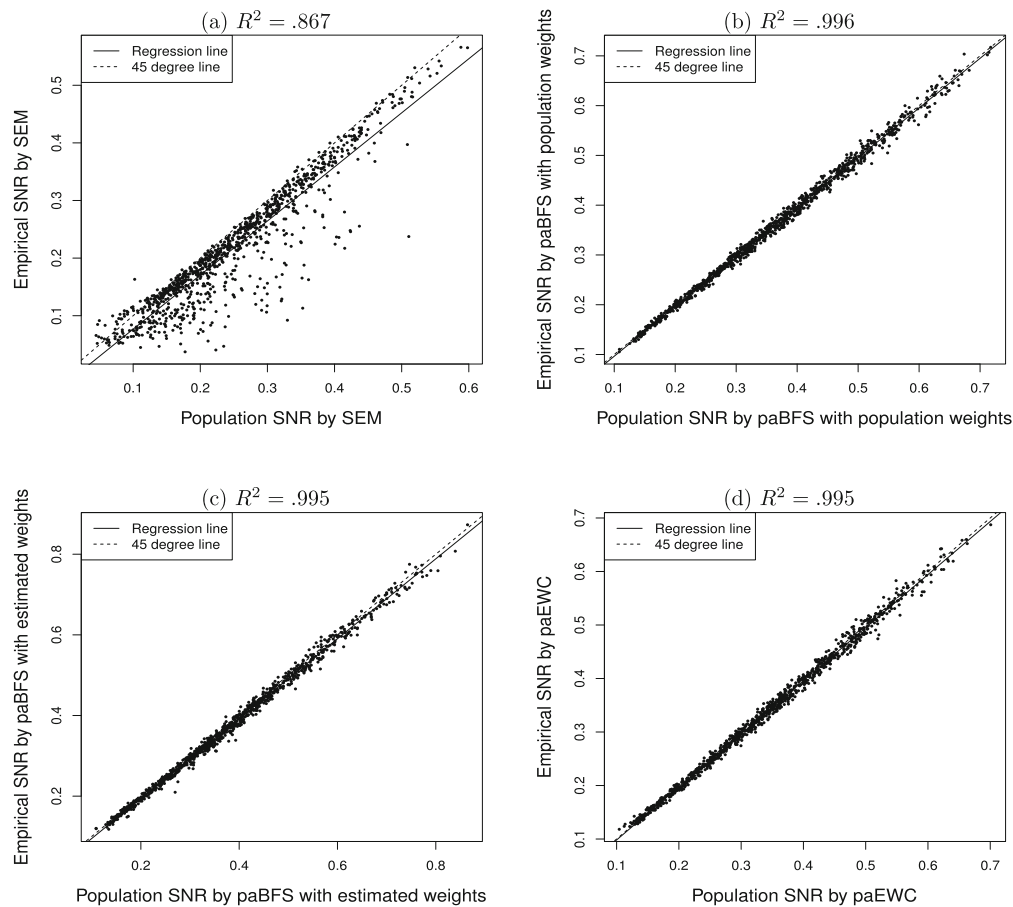 (a) R² = .867
Regression line
45 degree line
Empirical SNR by SEM
0.1 0.2 0.3 0.4 0.5
0.1 0.2 0.3 0.4 0.5 0.6
Population SNR by SEM
(b) R² = .996
Regression line
45 degree line
Empirical SNR by paBFS with population weights
0.1 0.2 0.3 0.4 0.5 0.6 0.7
0.1 0.2 0.3 0.4 0.5 0.6 0.7
Population SNR by paBFS with population weights
(c) R² = .995
Regression line
45 degree line
Empirical SNR by paBFS with estimated weights
0.2 0.4 0.6 0.8
0.2 0.4 0.6 0.8
Population SNR by paBFS with estimated weights
(d) R² = .995
Regression line
45 degree line
Empirical SNR by paEWC
0.1 0.2 0.3 0.4 0.5 0.6 0.7
0.1 0.2 0.3 0.4 0.5 0.6 0.7
Population SNR by paEWC